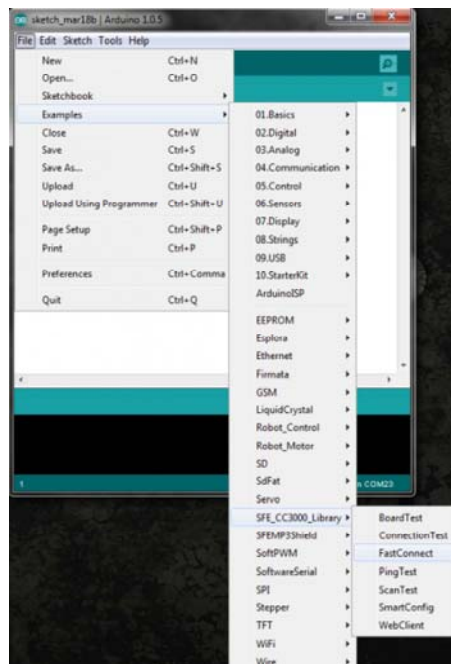 sketch_mar18b | Arduino 1.0.5
File Edit Sketch Tools Help
New Ctrl+N
Open... Ctrl+O
Sketchbook
Examples
Close Ctrl+W
Save Ctrl+S
Save As... Ctrl+Shift+S
Upload Ctrl+U
Upload Using Programmer Ctrl+Shift+U
Page Setup Ctrl+Shift+P
Print Ctrl+P
Preferences Ctrl+Comma
Quit Ctrl+Q
01.Basics
02.Digital
03.Analog
04.Communication
05.Control
06.Sensors
07.Display
08.Strings
09.USB
10.StarterKit
ArduinoISP
EEPROM
Esplora
Ethernet
Firmata
GSM
LiquidCrystal
Robot_Control
Robot_Motor
SD
SdFat
Servo
SFE_CC3000_Library
SFEMP3Shield
SoftPWM
SoftwareSerial
SPI
Stepper
TFT
WiFi
Wire
BoardTest
ConnectionTest
FastConnect
PingTest
ScanTest
SmartConfig
WebClient
1
n COM23